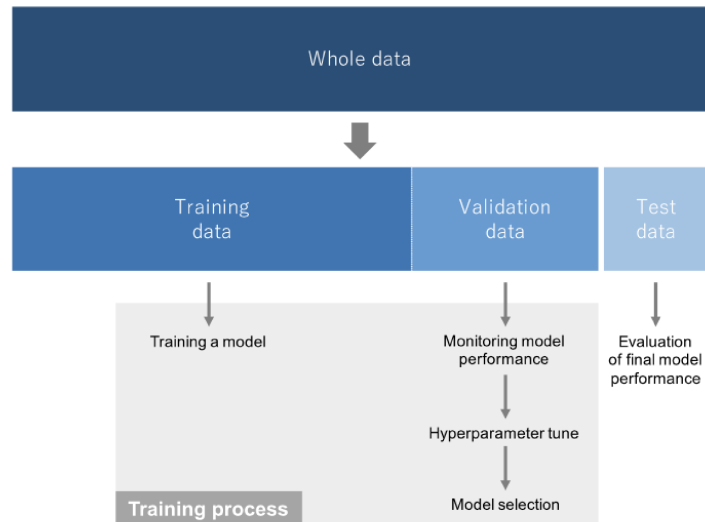 Whole data
Training
data
Validation
data
Test
data
Training a model
Monitoring model
performance
Evaluation
of final model
performance
Hyperparameter tune
Model selection
Training process